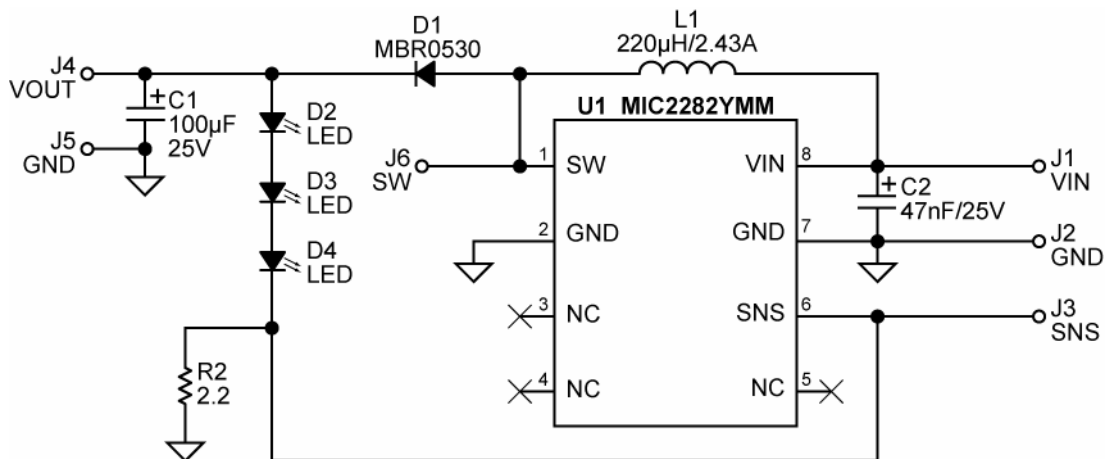 D1
MBR0530
L1
220µH/2.43A
J4
VOUT
C1
100µF
25V
J5
GND
D2
LED
D3
LED
D4
LED
R2
2.2
J6
SW
U1 MIC2282YMM
1
SW
2
GND
3
NC
4
NC
VIN
8
GND
7
SNS
6
NC
5
C2
47nF/25V
J1
VIN
J2
GND
J3
SNS